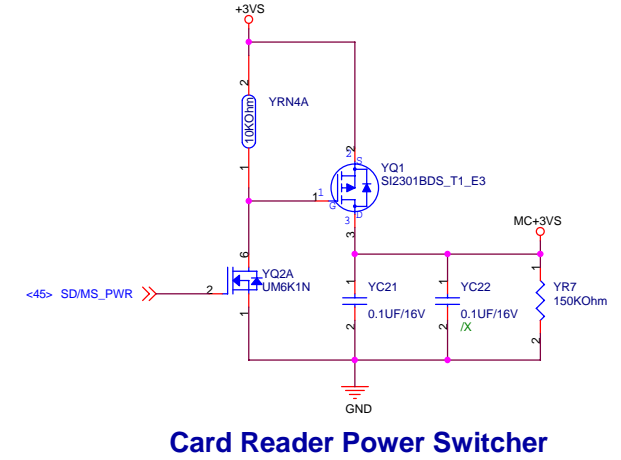 +3VS
2
YRN4A
10KOhm
1
2
2
S
YQ1
SI2301BDS_T1_E3
1
1
G
3
D
3
MC+3VS
6
YQ2A
UM6K1N
<45> SD/MS_PWR
2
1
1
YC21
0.1UF/16V
2
1
YC22
0.1UF/16V
/X
2
1
YR7
150KOhm
2
GND
Card Reader Power Switcher